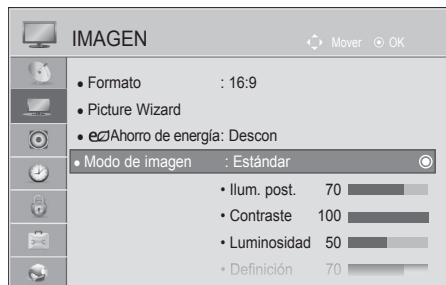 IMAGEN
Mover OK
• Formato : 16:9
• Picture Wizard
• Ahorro de energía: Descon
• Modo de imagen : Estándar
• Ilum. post. 70
• Contraste 100
• Luminosidad 50
• Definición 70